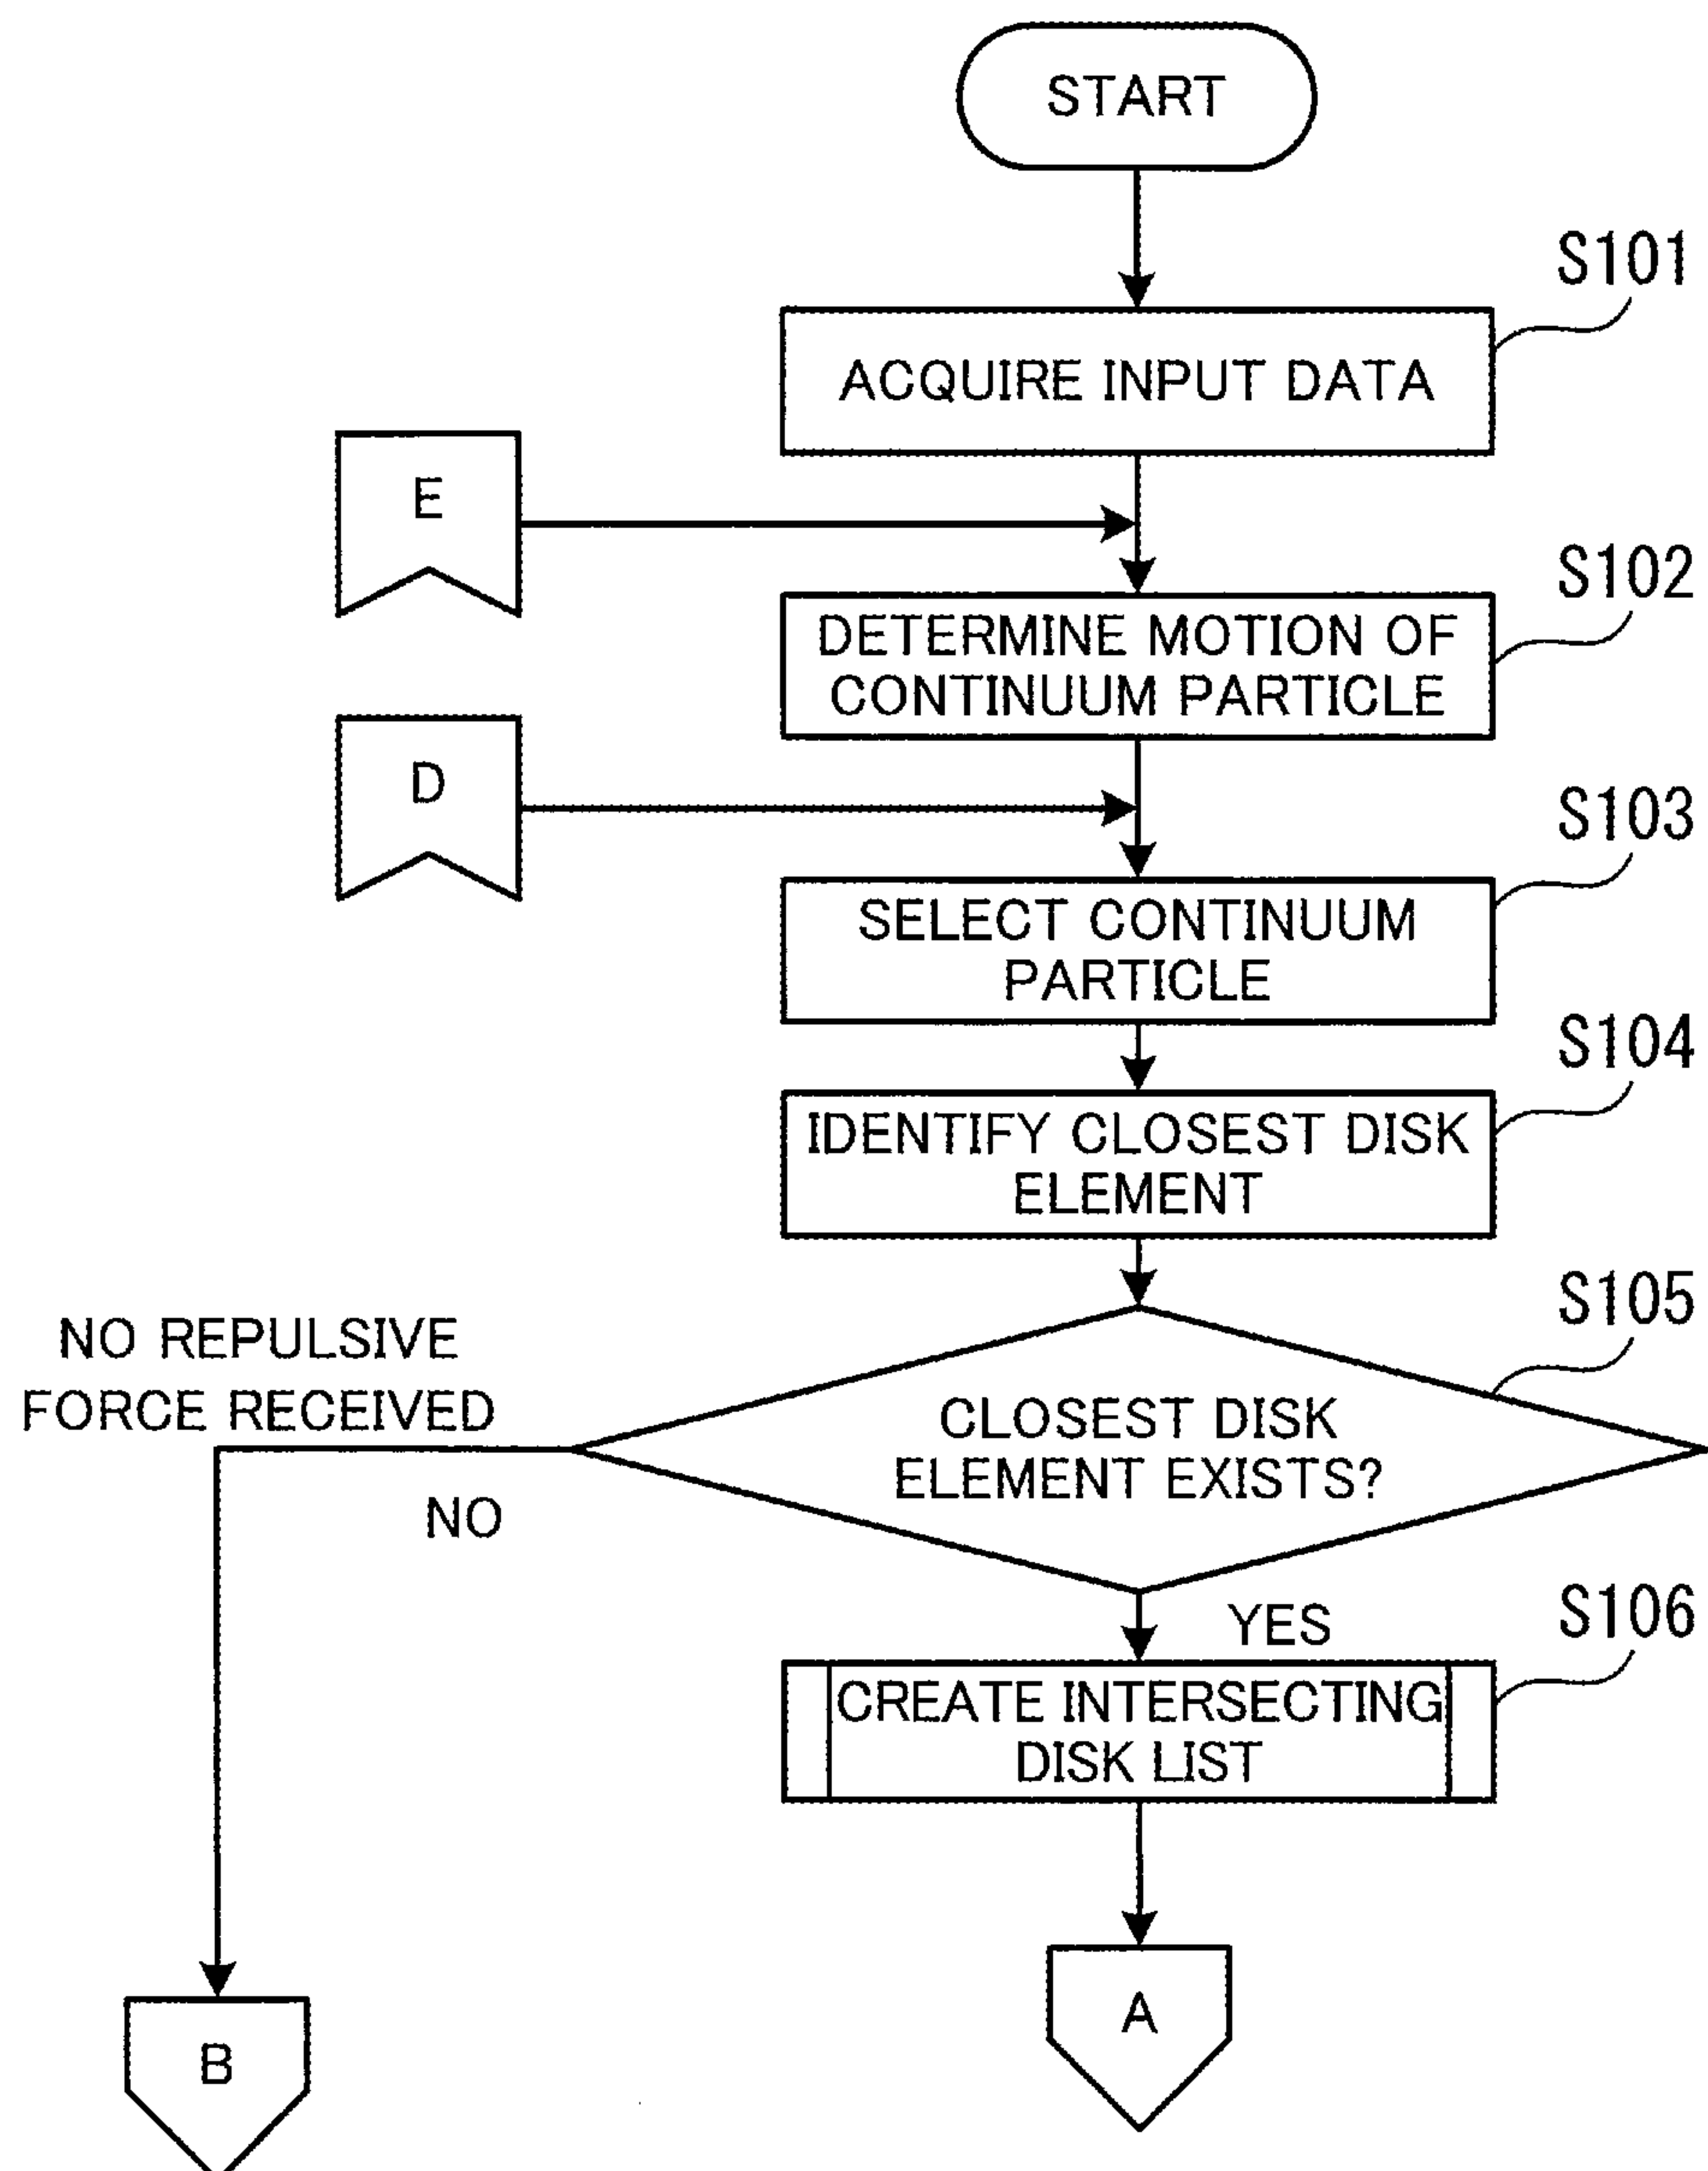 START
S101
ACQUIRE INPUT DATA
E
S102
DETERMINE MOTION OF
CONTINUUM PARTICLE
D
S103
SELECT CONTINUUM
PARTICLE
S104
IDENTIFY CLOSEST DISK
ELEMENT
S105
NO REPULSIVE
FORCE RECEIVED
CLOSEST DISK
ELEMENT EXISTS?
NO
YES
S106
CREATE INTERSECTING
DISK LIST
A
B